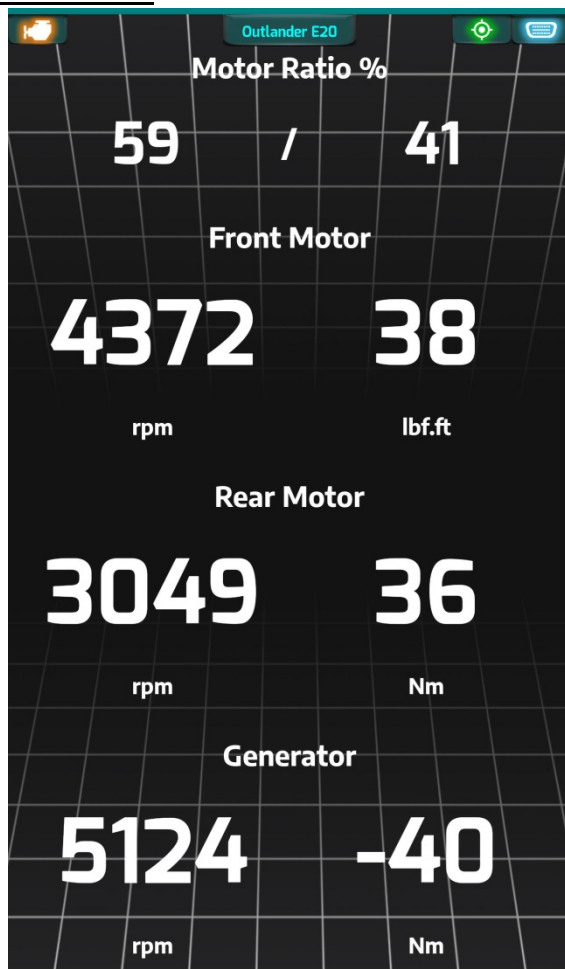 Outlander E20
Motor Ratio %
59 / 41
Front Motor
4372 38
rpm lbf.ft
Rear Motor
3049 36
rpm Nm
Generator
5124 -40
rpm Nm